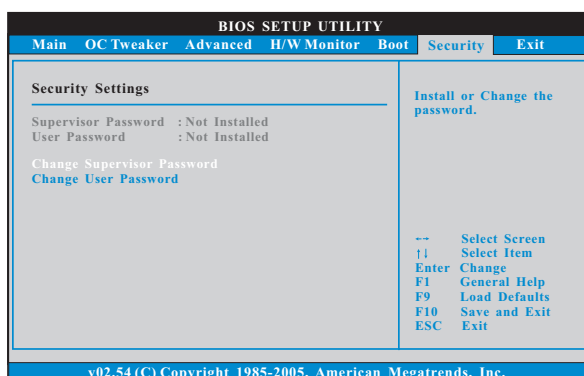 BIOS SETUP UTILITY
Main OC Tweaker Advanced H/W Monitor Boot Security Exit
Security Settings
Supervisor Password : Not Installed
User Password : Not Installed
Change Supervisor Password
Change User Password
Install or Change the
password.
←→ Select Screen
↑↓ Select Item
Enter Change
F1 General Help
F9 Load Defaults
F10 Save and Exit
ESC Exit
v02.54 (C) Copyright 1985-2005, American Megatrends, Inc.